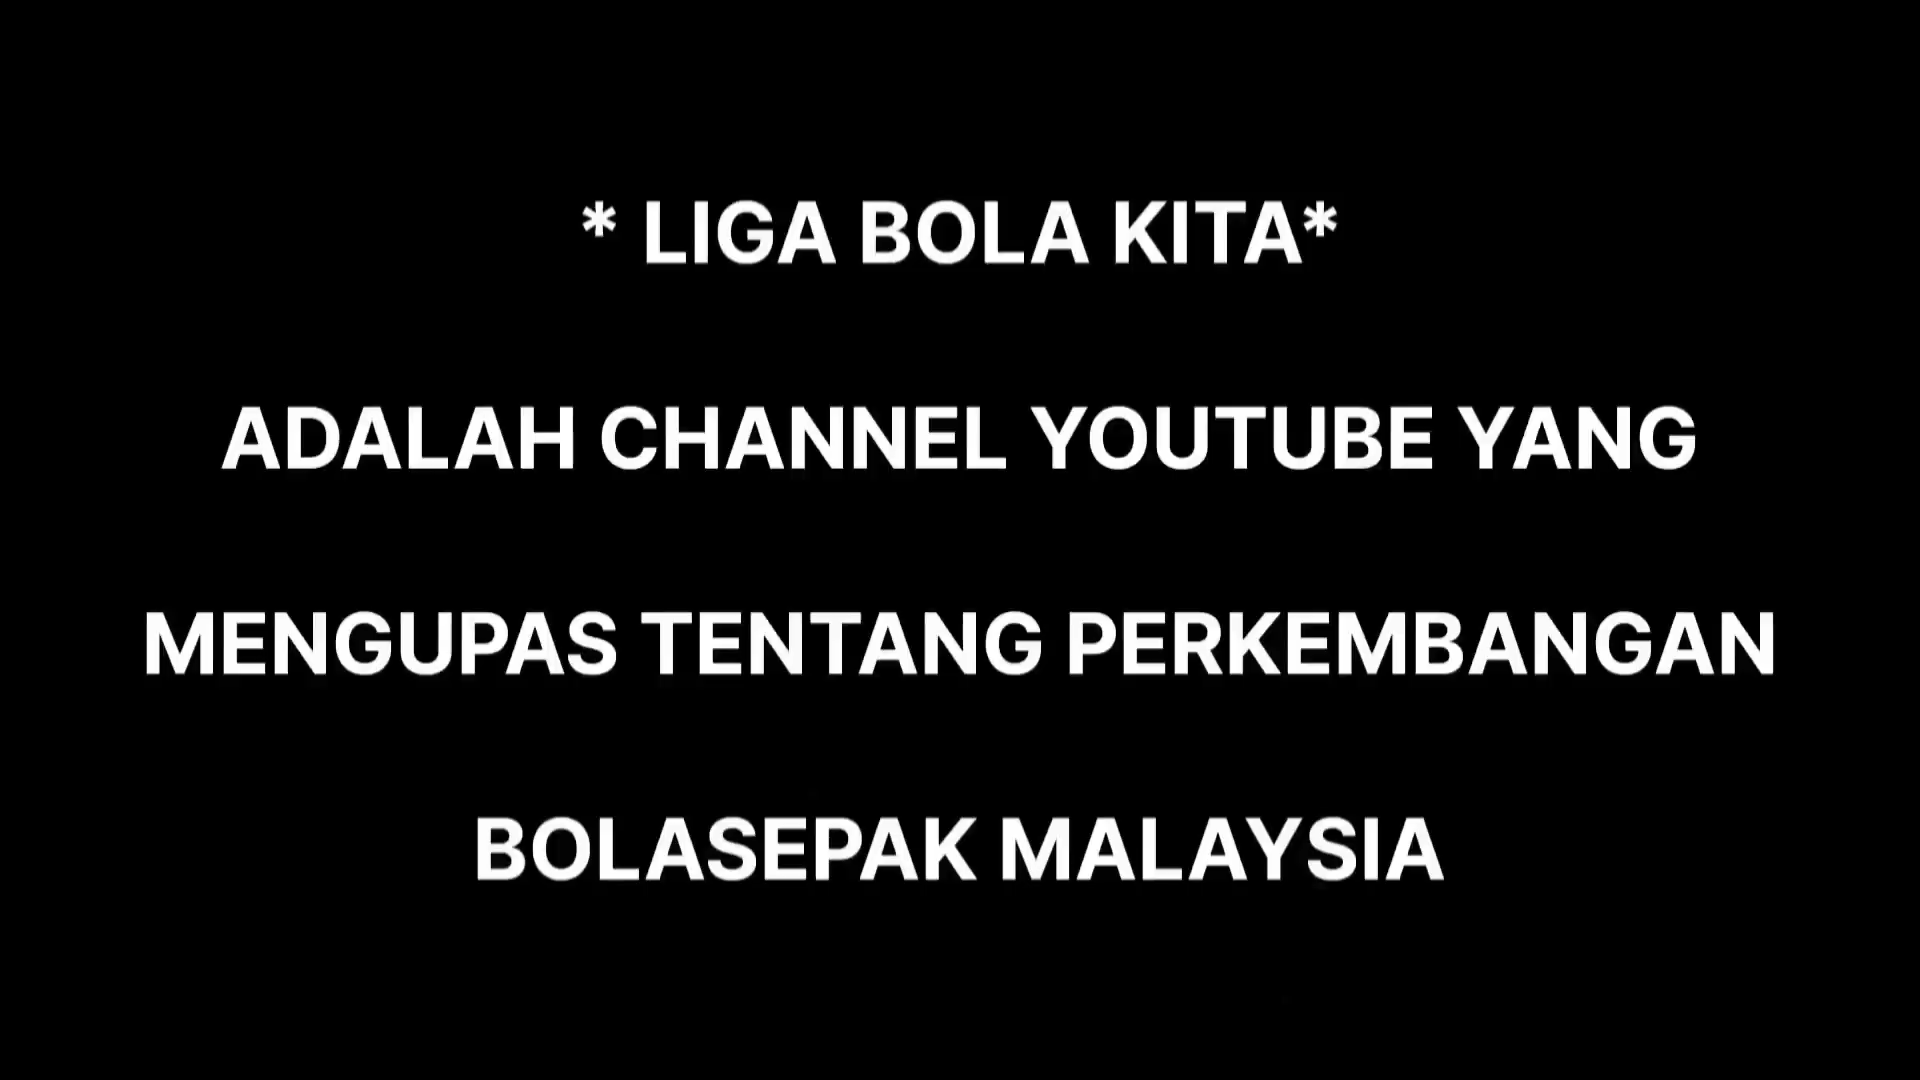 * LIGA BOLA KITA*
ADALAH CHANNEL YOUTUBE YANG
MENGUPAS TENTANG PERKEMBANGAN
BOLASEPAK MALAYSIA